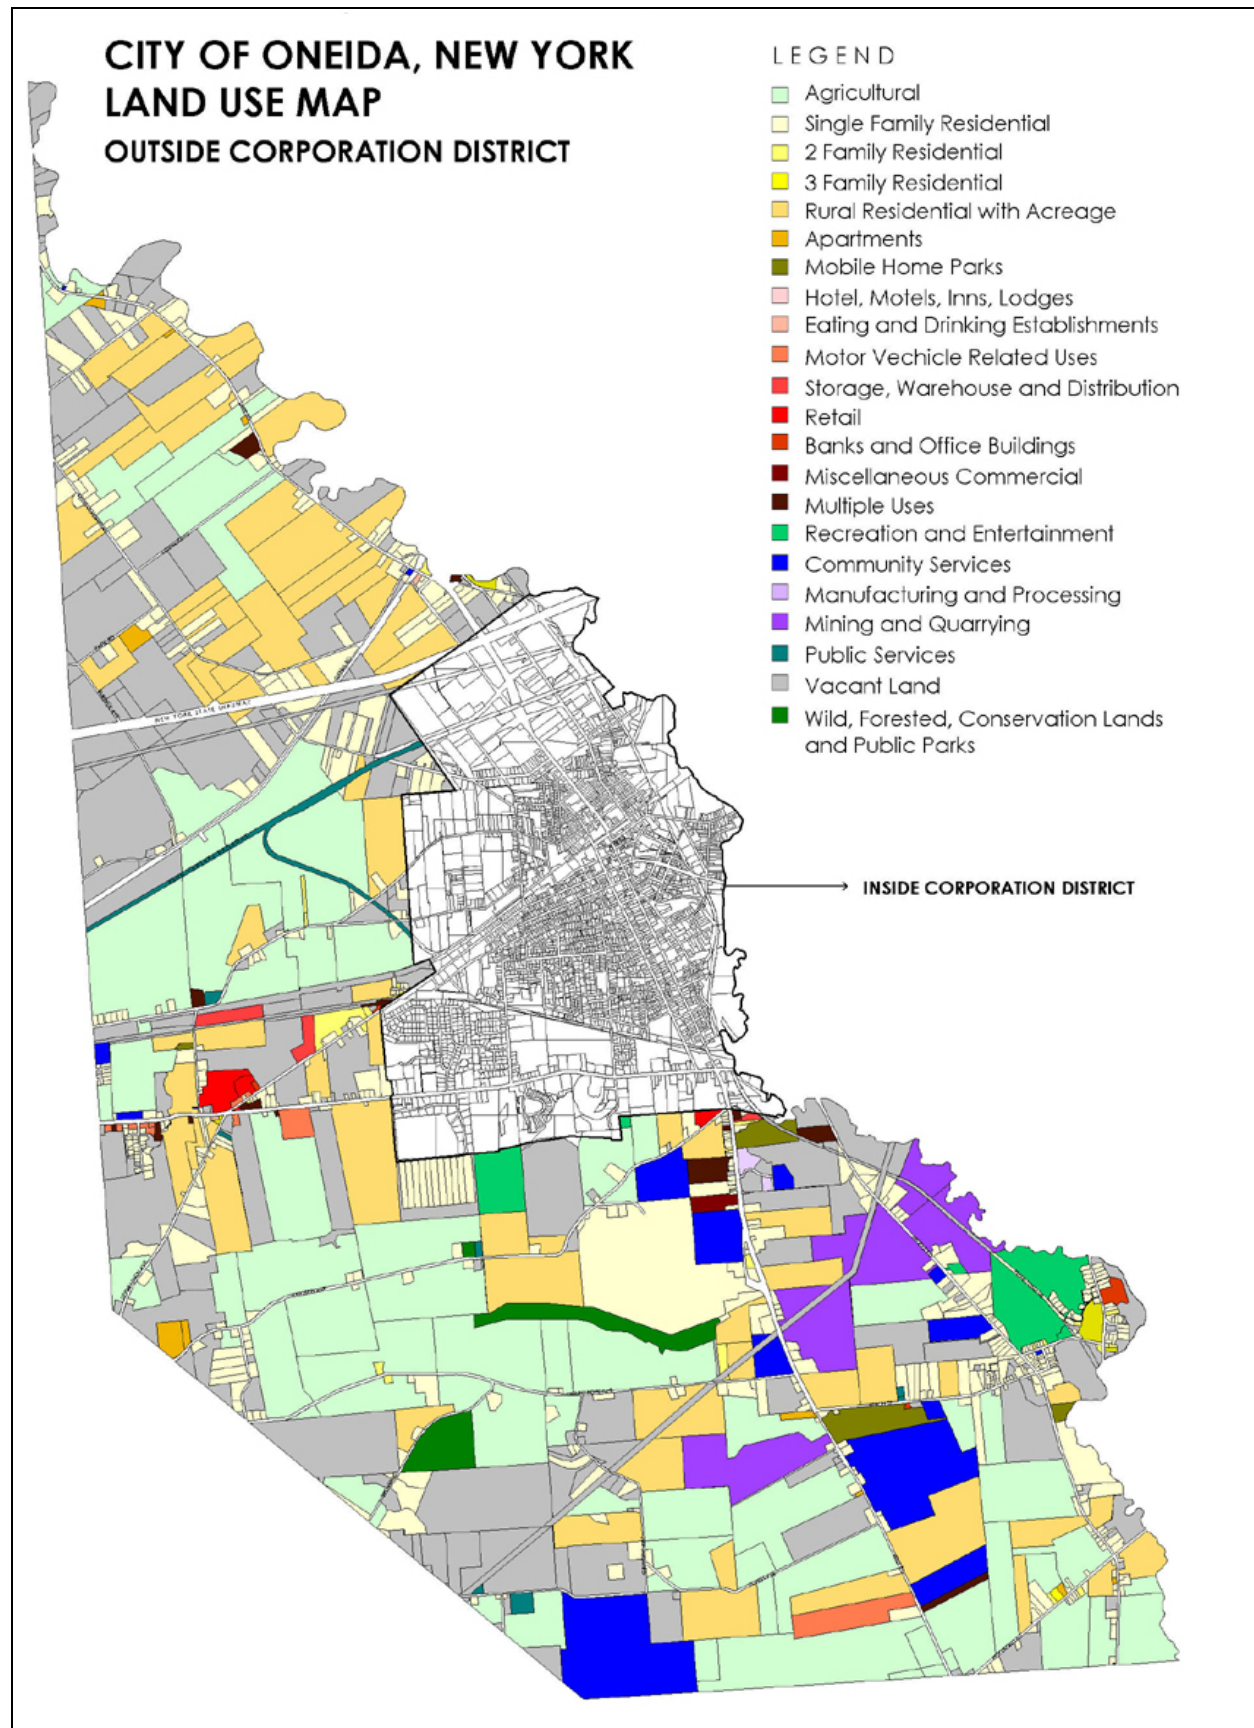 CITY OF ONEIDA, NEW YORK
LAND USE MAP
OUTSIDE CORPORATION DISTRICT
LEGEND
Agricultural
Single Family Residential
2 Family Residential
3 Family Residential
Rural Residential with Acreage
Apartments
Mobile Home Parks
Hotel, Motels, Inns, Lodges
Eating and Drinking Establishments
Motor Vechicle Related Uses
Storage, Warehouse and Distribution
Retail
Banks and Office Buildings
Miscellaneous Commercial
Multiple Uses
Recreation and Entertainment
Community Services
Manufacturing and Processing
Mining and Quarrying
Public Services
Vacant Land
Wild, Forested, Conservation Lands
and Public Parks
NEW YORK STATE THRUWAY
INSIDE CORPORATION DISTRICT